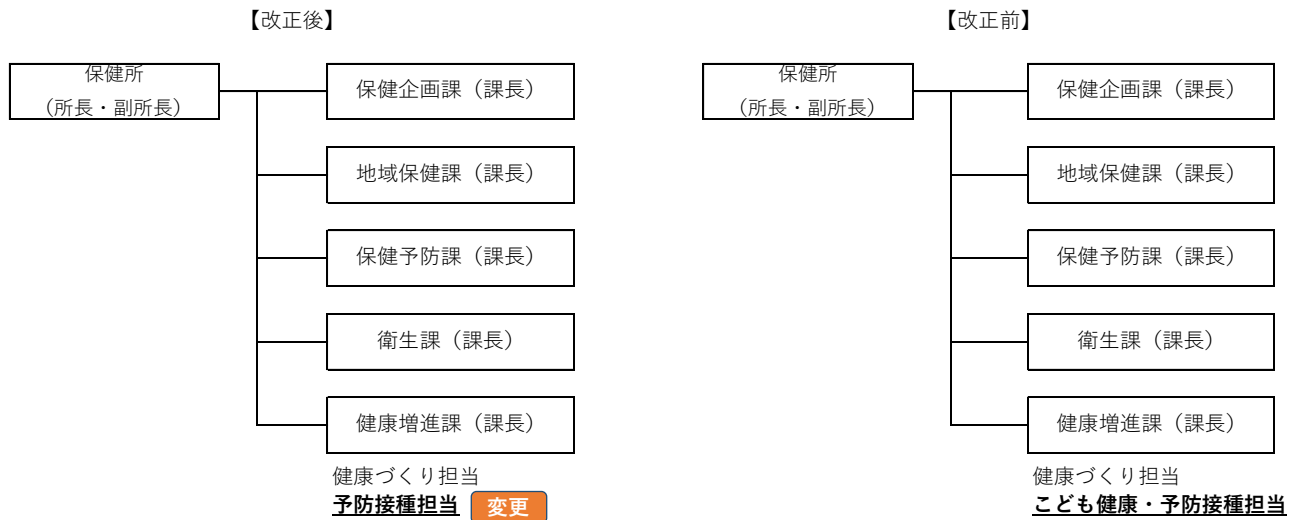 【改正後】
保健所
（所長・副所長）
保健企画課（課長）
地域保健課（課長）
保健予防課（課長）
衛生課（課長）
健康増進課（課長）
健康づくり担当
予防接種担当 変更
【改正前】
保健所
（所長・副所長）
保健企画課（課長）
地域保健課（課長）
保健予防課（課長）
衛生課（課長）
健康増進課（課長）
健康づくり担当
こども健康・予防接種担当